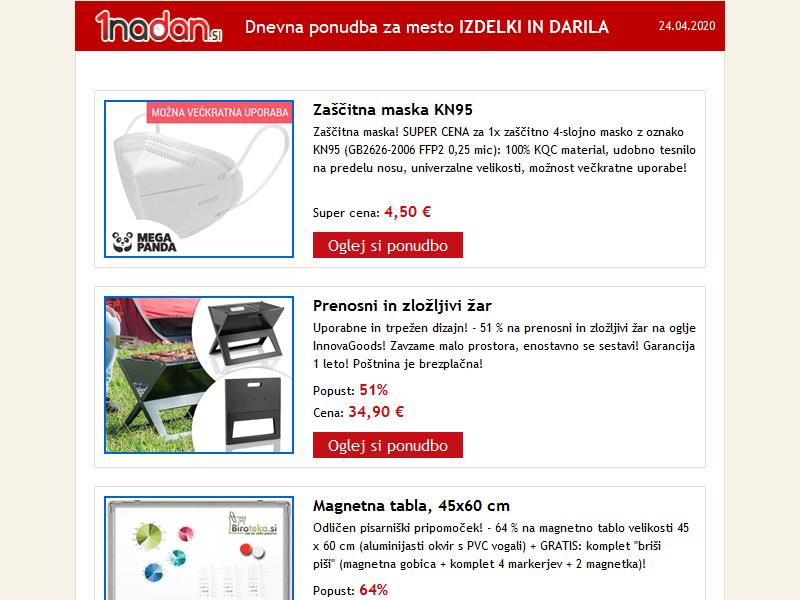 1nadan.si
Dnevna ponudba za mesto IZDELKI IN DARILA
24.04.2020
MOŽNA VEČKRATNA UPORABA
KN95
MEGA
PANDA
Zaščitna maska KN95
Zaščitna maska! SUPER CENA za 1x zaščitno 4-slojno masko z oznako
KN95 (GB2626-2006 FFP2 0,25 mic): 100% KQC material, udobno tesnilo
na predelu nosu, univerzalne velikosti, možnost večkratne uporabe!
Super cena: 4,50 €
Oglej si ponudbo
Prenosni in zložljivi žar
Uporabne in trpežen dizajn! - 51 % na prenosni in zložljivi žar na oglje
InnovaGoods! Zavzame malo prostora, enostavno se sestavi! Garancija
1 leto! Poštnina je brezplačna!
Popust: 51%
Cena: 34,90 €
Oglej si ponudbo
Biroteka.si
Magnetna tabla, 45x60 cm
Odličen pisarniški pripomoček! - 64 % na magnetno tablo velikosti 45
x 60 cm (aluminijasti okvir s PVC vogali) + GRATIS: komplet "briši
piši" (magnetna gobica + komplet 4 markerjev + 2 magnetka)!
Popust: 64%